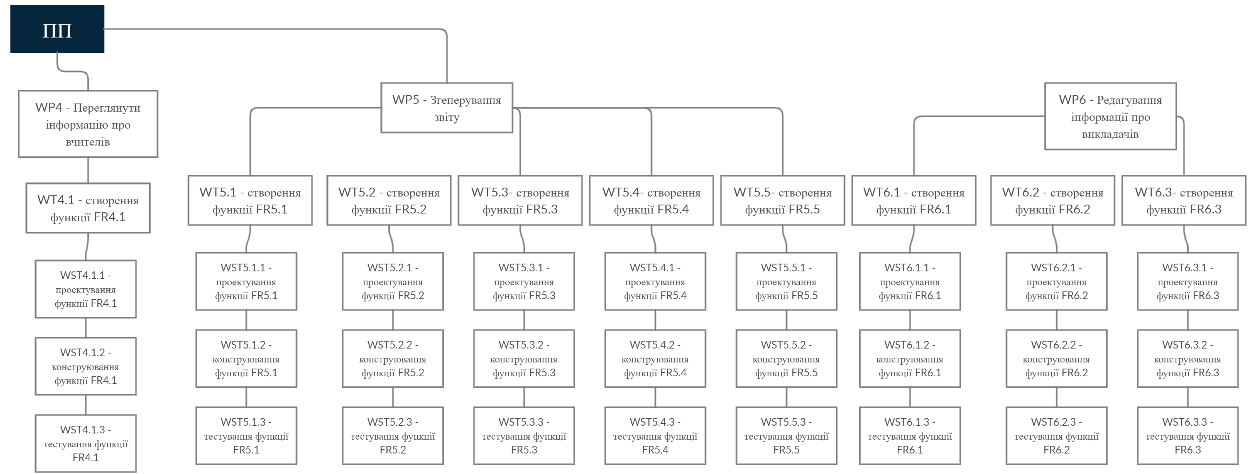 ПП
WP4 - Переглянути
інформацію про
вчителів
WP5 - Згенерування
звіту
WP6 - Редагування
інформації про
викладачів
WT4.1 - створення
функції FR4.1
WT5.1 - створення
функції FR5.1
WT5.2 - створення
функції FR5.2
WT5.3- створення
функції FR5.3
WT5.4- створення
функції FR5.4
WT5.5- створення
функції FR5.5
WT6.1 - створення
функції FR6.1
WT6.2 - створення
функції FR6.2
WT6.3- створення
функції FR6.3
WST4.1.1 -
проектування
функції FR4.1
WST5.1.1 -
проектування
функції FR5.1
WST5.2.1 -
проектування
функції FR5.2
WST5.3.1 -
проектування
функції FR5.3
WST5.4.1 -
проектування
функції FR5.4
WST5.5.1 -
проектування
функції FR5.5
WST6.1.1 -
проектування
функції FR6.1
WST6.2.1 -
проектування
функції FR6.2
WST6.3.1 -
проектування
функції FR6.3
WST4.1.2 -
конструювання
функції FR4.1
WST5.1.2 -
конструювання
функції FR5.1
WST5.2.2 -
конструювання
функції FR5.2
WST5.3.2 -
конструювання
функції FR5.3
WST5.4.2 -
конструювання
функції FR5.4
WST5.5.2 -
конструювання
функції FR5.5
WST6.1.2 -
конструювання
функції FR6.1
WST6.2.2 -
конструювання
функції FR6.2
WST6.3.2 -
конструювання
функції FR6.3
WST4.1.3 -
тестування функції
FR4.1
WST5.1.3 -
тестування функції
FR5.1
WST5.2.3 -
тестування функції
FR5.2
WST5.3.3 -
тестування функції
FR5.3
WST5.4.3 -
тестування функції
FR5.4
WST5.5.3 -
тестування функції
FR5.5
WST6.1.3 -
тестування функції
FR6.1
WST6.2.3 -
тестування функції
FR6.2
WST6.3.3 -
тестування функції
FR6.3